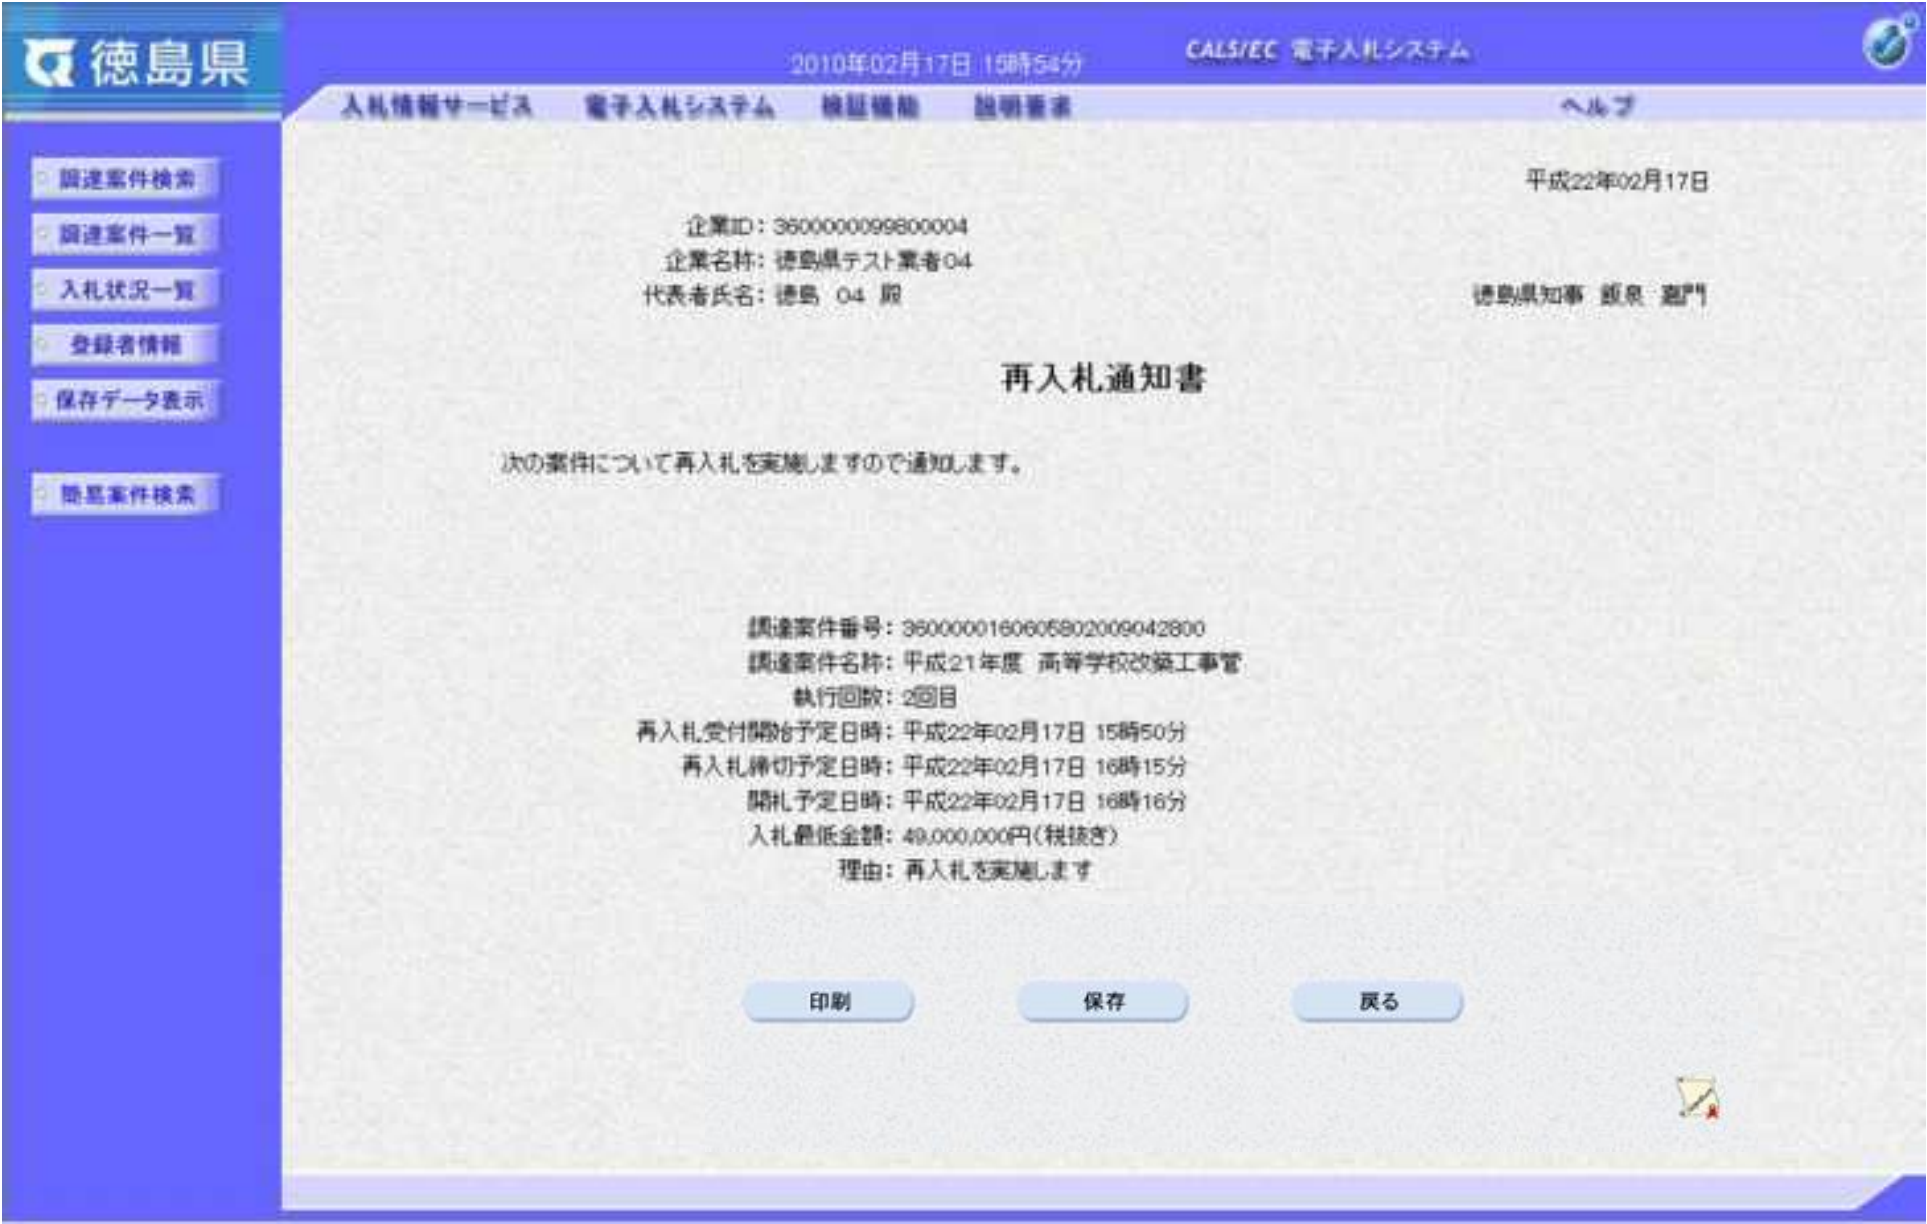 徳島県
2010年02月17日 15時54分
CALS/EC 電子入札システム
入札情報サービス 電子入札システム 検証機能 説明要求 ヘルプ
調達案件検索
調達案件一覧
入札状況一覧
登録者情報
保存データ表示
簡易案件検索
平成22年02月17日
企業ID：3600000099800004
企業名称：徳島県テスト業者04
代表者氏名：徳島 04 殿
徳島県知事 飯泉 嘉門
再入札通知書
次の案件について再入札を実施しますので通知します。
調達案件番号：3600000160605802009042800
調達案件名称：平成21年度 高等学校改築工事管
執行回数：2回目
再入札受付開始予定日時：平成22年02月17日 15時50分
再入札締切予定日時：平成22年02月17日 16時15分
開札予定日時：平成22年02月17日 16時16分
入札最低金額：49,000,000円(税抜き)
理由：再入札を実施します
印刷 保存 戻る